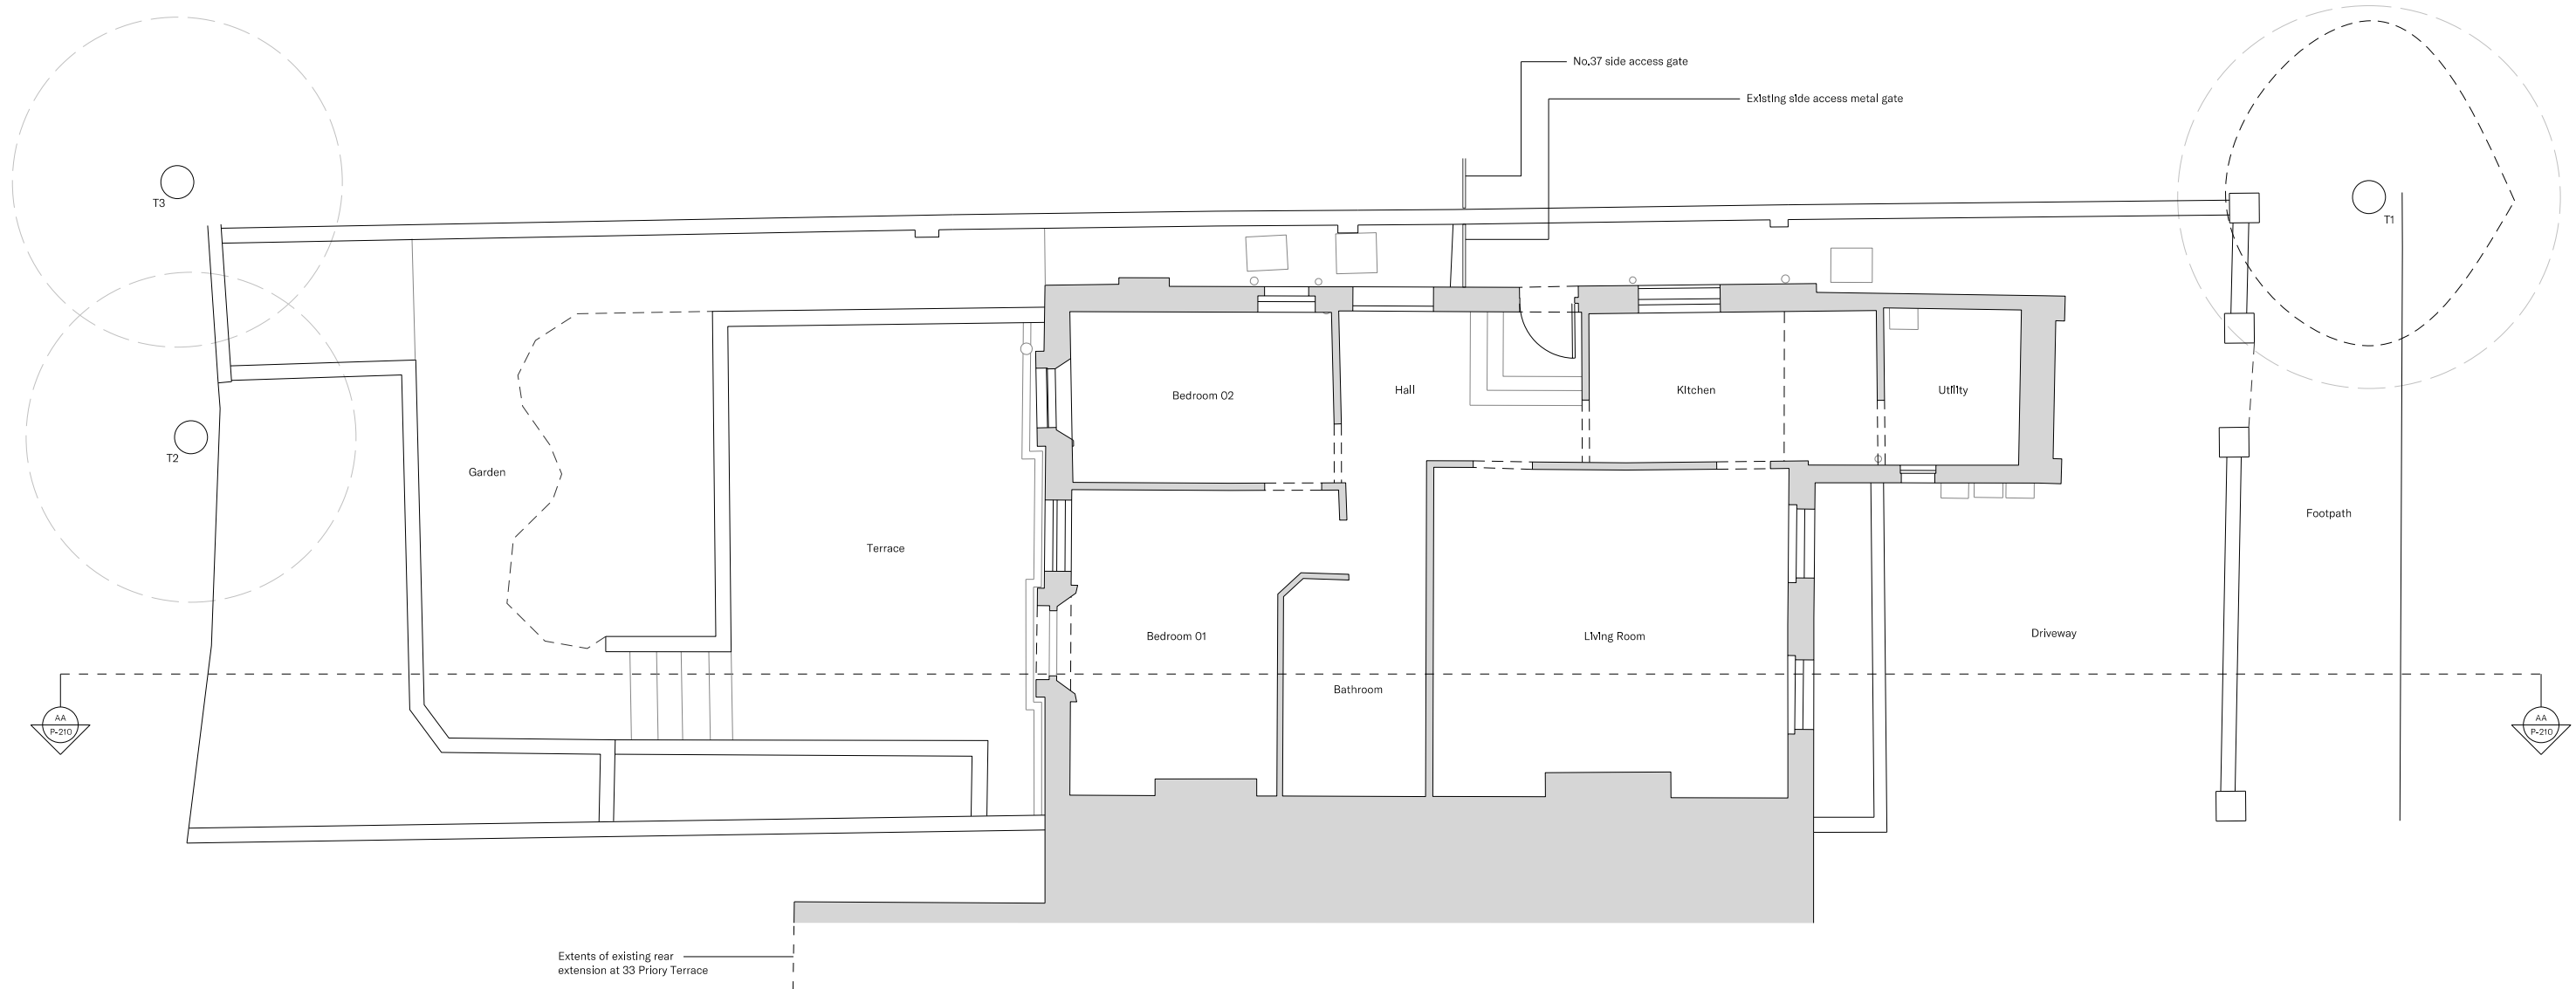 No.37 side access gate
Existing side access metal gate
T3
T1
Hall
Kitchen
Utility
Bedroom 02
T2
Garden
Footpath
Terrace
Driveway
Bedroom 01
Living Room
Bathroom
AA
P-210
AA
P-210
Extents of existing rear
extension at 33 Priory Terrace